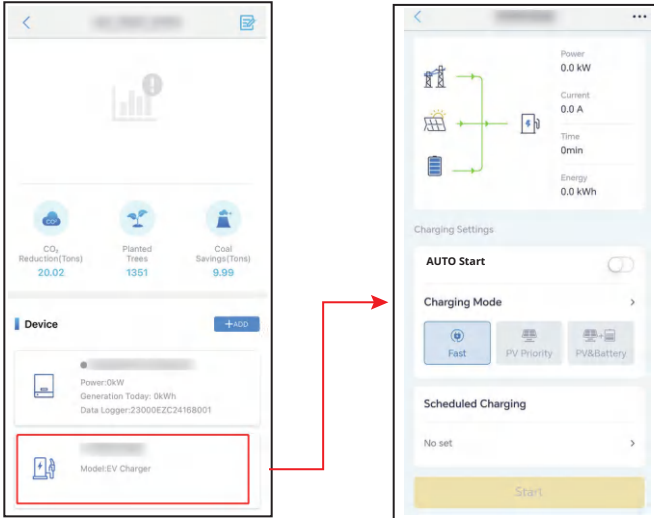 CO₂
Reduction(Tons)
20.02
Planted
Trees
1351
Coal
Savings(Tons)
9.99
Device
+ADD
Power:0kW
Generation Today: 0kWh
Data Logger:23000EZC24168001
Model:EV Charger
Power
0.0 kW
Current
0.0 A
Time
0min
Energy
0.0 kWh
Charging Settings
AUTO Start
Charging Mode
Fast
PV Priority
PV&Battery
Scheduled Charging
No set
Start